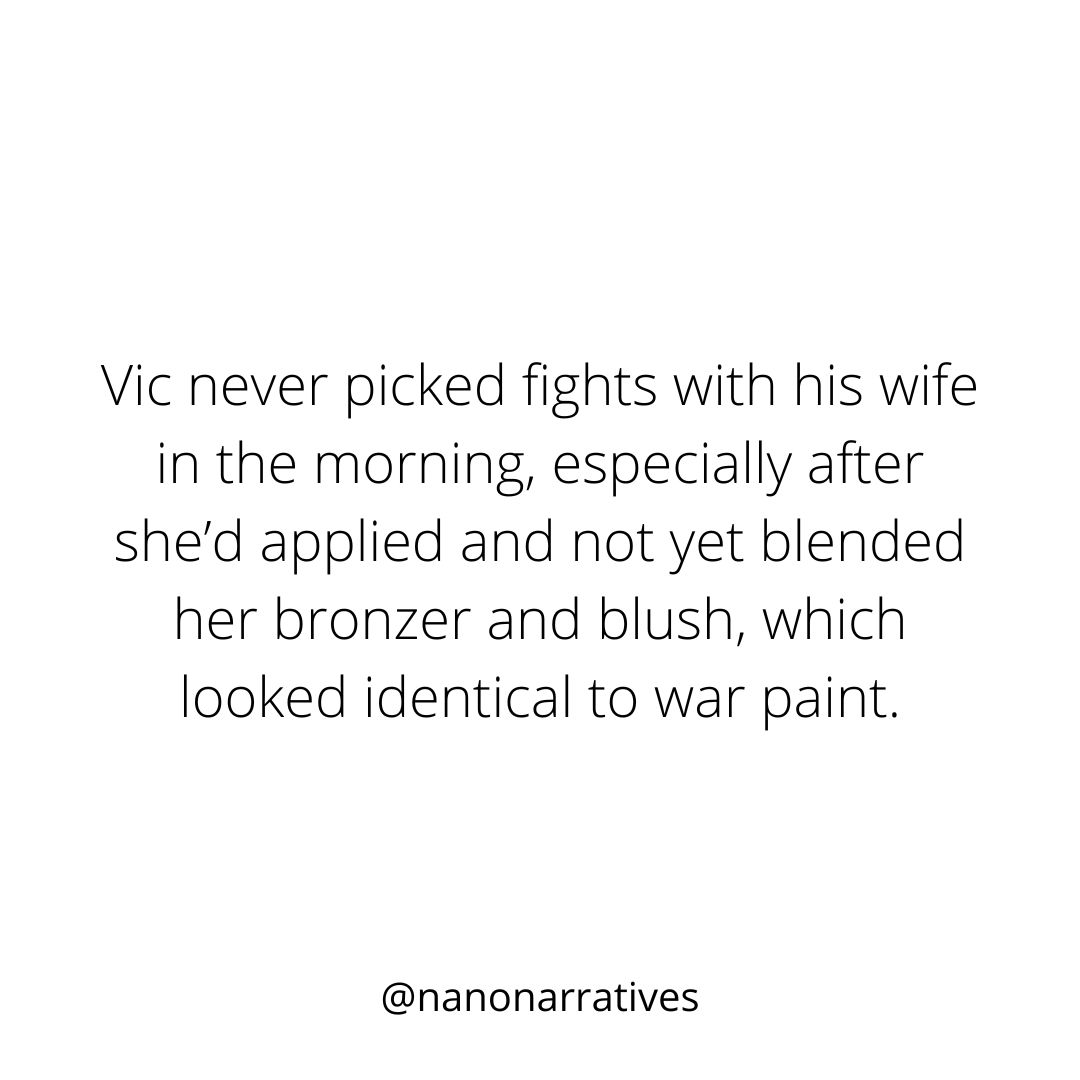 Vic never picked fights with his wife
in the morning, especially after
she’d applied and not yet blended
her bronzer and blush, which
looked identical to war paint.
@nanonarratives